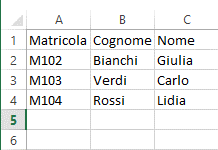 A B C
1 Matricola Cognome Nome
2 M102 Bianchi Giulia
3 M103 Verdi Carlo
4 M104 Rossi Lidia
5
6